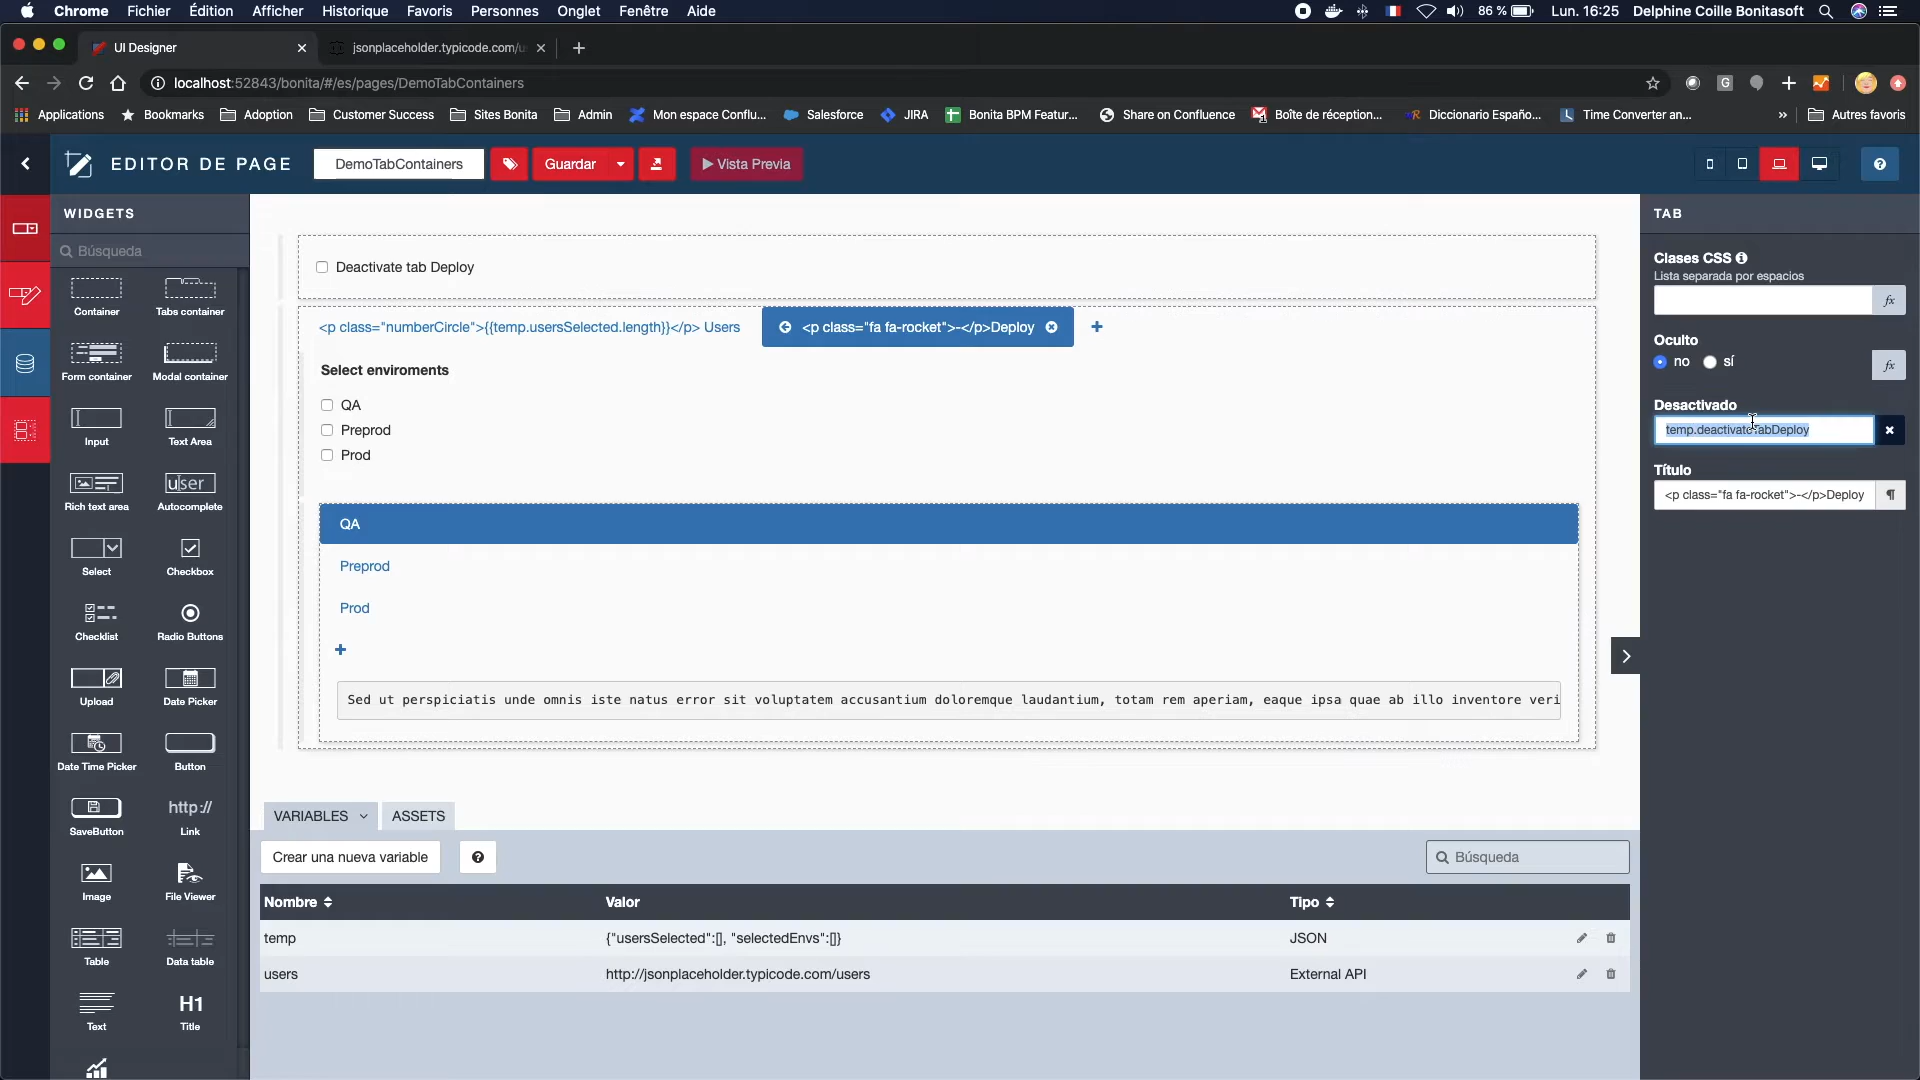 Chrome Fichier Édition Afficher Historique Favoris Personnes Onglet Fenêtre Aide 86 % Lun. 16:25 Delphine Coille Bonitasoft
UI Designer jsonplaceholder.typicode.com/u
localhost:52843/bonita/#/es/pages/DemoTabContainers
Applications Bookmarks Adoption Customer Success Sites Bonita Admin Mon espace Conflu... Salesforce JIRA Bonita BPM Featur... Share on Confluence Boîte de réception... Diccionario Españo... Time Converter an... » Autres favoris
EDITOR DE PAGE DemoTabContainers Guardar Vista Previa
WIDGETS
Búsqueda
Container Tabs container
Form container Modal container
Input Text Area
user
Rich text area Autocomplete
Select Checkbox
Checklist Radio Buttons
Upload Date Picker
Date Time Picker Button
http://
SaveButton Link
Image File Viewer
Table Data table
H1
Text Title
Deactivate tab Deploy
<p class="numberCircle">{{temp.usersSelected.length}}</p> Users <p class="fa fa-rocket">-</p>Deploy
Select enviroments
QA
Preprod
Prod
QA
Preprod
Prod
Sed ut perspiciatis unde omnis iste natus error sit voluptatem accusantium doloremque laudantium, totam rem aperiam, eaque ipsa quae ab illo inventore veri
VARIABLES ASSETS
Crear una nueva variable Búsqueda
Nombre Valor Tipo
temp {"usersSelected":[], "selectedEnvs":[]} JSON
users http://jsonplaceholder.typicode.com/users External API
TAB
Clases CSS
Lista separada por espacios
fx
Oculto
no sí fx
Desactivado
temp.deactivateTabDeploy
Título
<p class="fa fa-rocket">-</p>Deploy